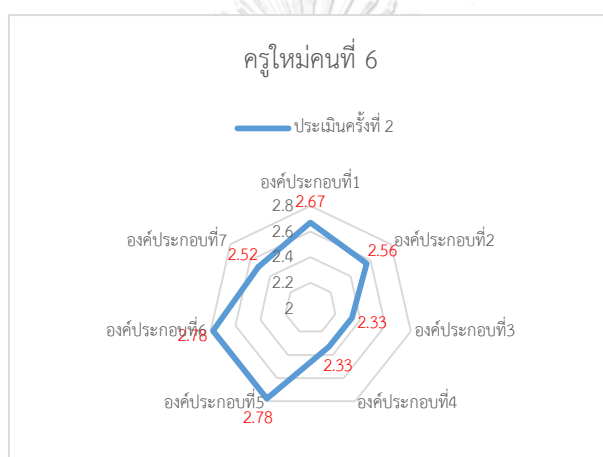 ครูใหม่คนที่ 6
ประเมินครั้งที่ 2
องค์ประกอบที่1
2.67
2.8
2.6
2.4
2.2
2
องค์ประกอบที่2
2.56
องค์ประกอบที่3
2.33
องค์ประกอบที่4
2.33
องค์ประกอบที่5
2.78
องค์ประกอบที่6
2.78
องค์ประกอบที่7
2.52